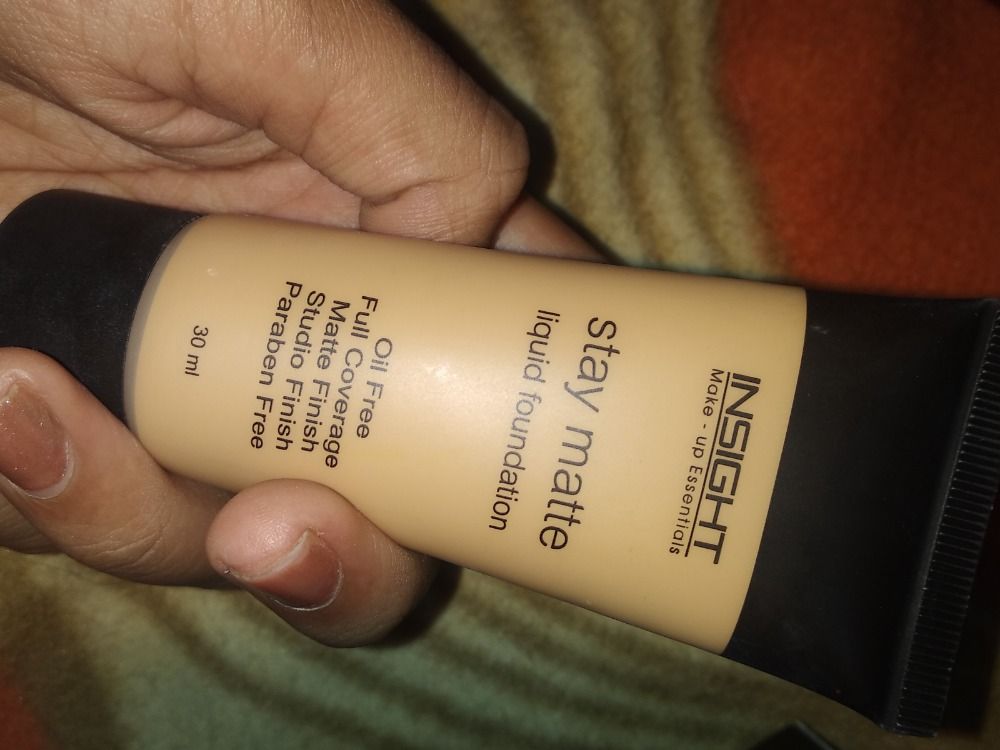 INSIGHT
Make - up Essentials
stay matte
liquid foundation
Oil Free
Full Coverage
Matte Finish
Studio Finish
Paraben Free
30 ml